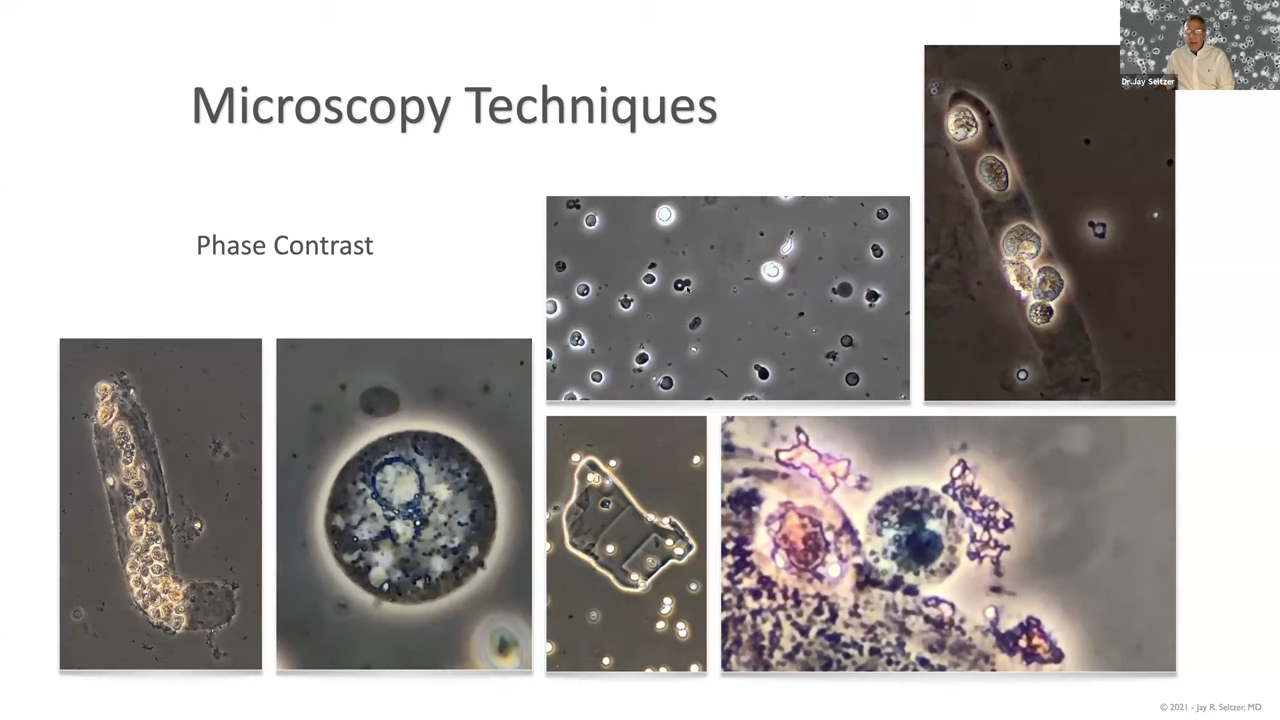 Dr.Jay Seltzer
Microscopy Techniques
Phase Contrast
© 2021 - Jay R. Seltzer, MD